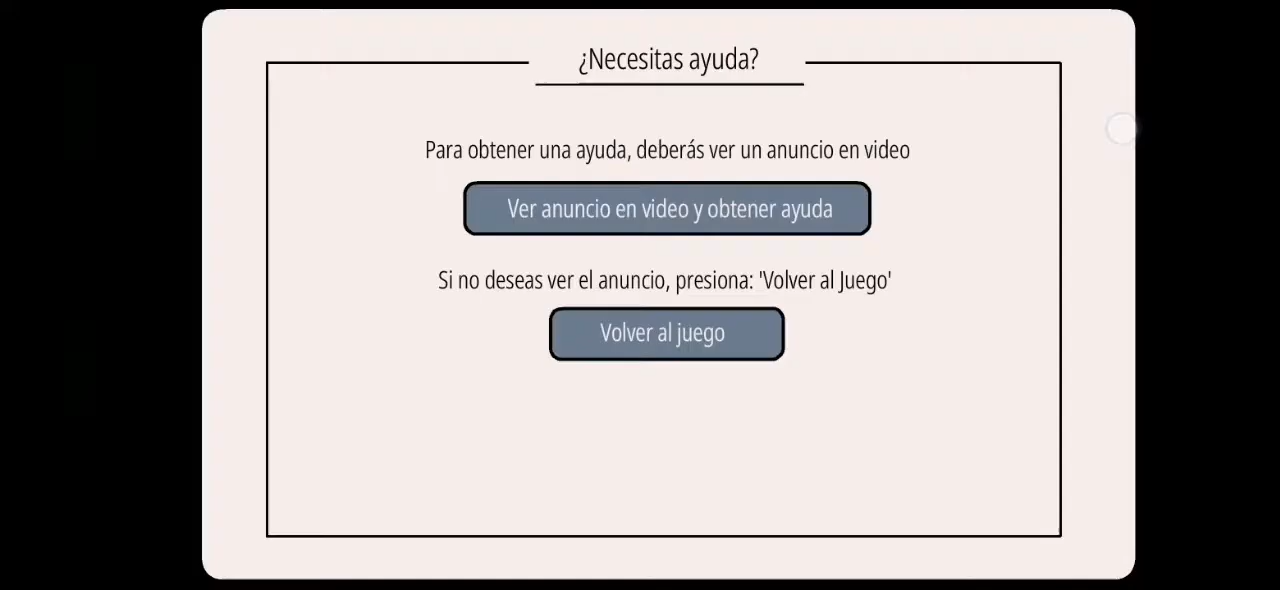 ¿Necesitas ayuda?
Para obtener una ayuda, deberás ver un anuncio en video
Ver anuncio en video y obtener ayuda
Si no deseas ver el anuncio, presiona: 'Volver al Juego'
Volver al juego